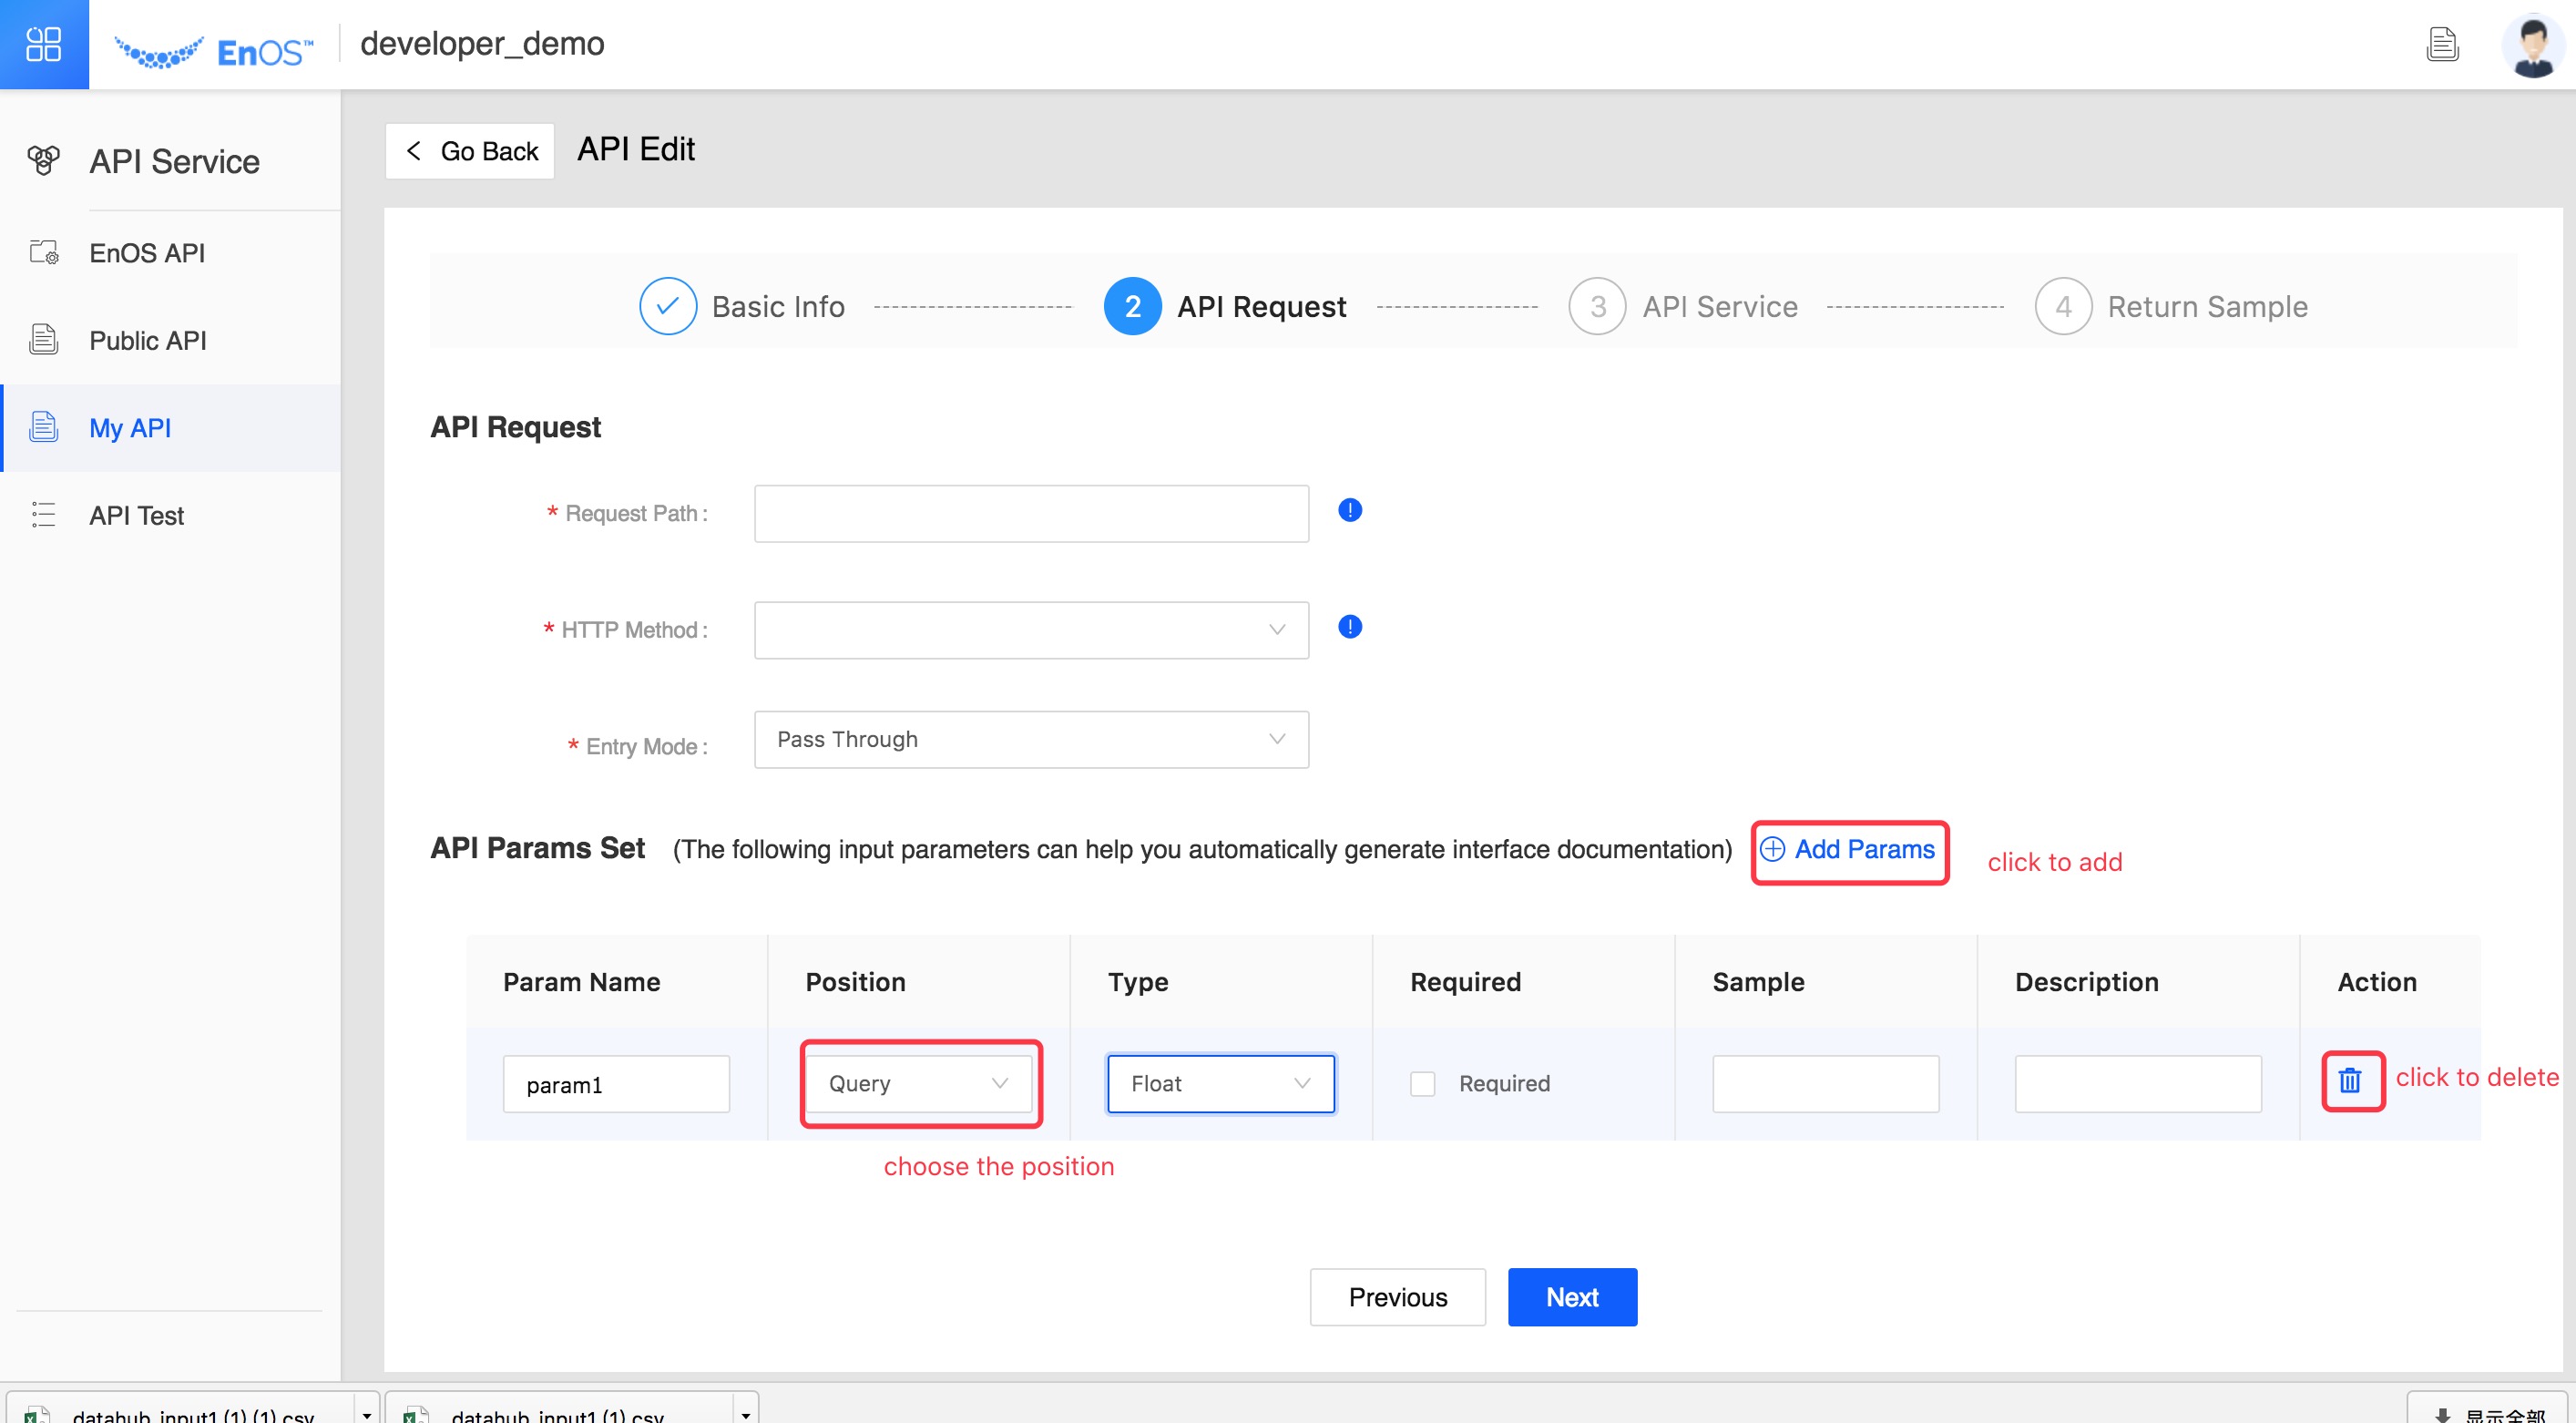 EnOS™ developer_demo
API Service
EnOS API
Public API
My API
API Test
Go Back API Edit
Basic Info 2 API Request 3 API Service 4 Return Sample
API Request
* Request Path :
!
* HTTP Method :
!
* Entry Mode : Pass Through
API Params Set (The following input parameters can help you automatically generate interface documentation) Add Params click to add
Param Name Position Type Required Sample Description Action
param1 Query Float Required click to delete
choose the position
Previous Next
datahub_input1 (1) (1).csv datahub_input1 (1).csv 显示全部